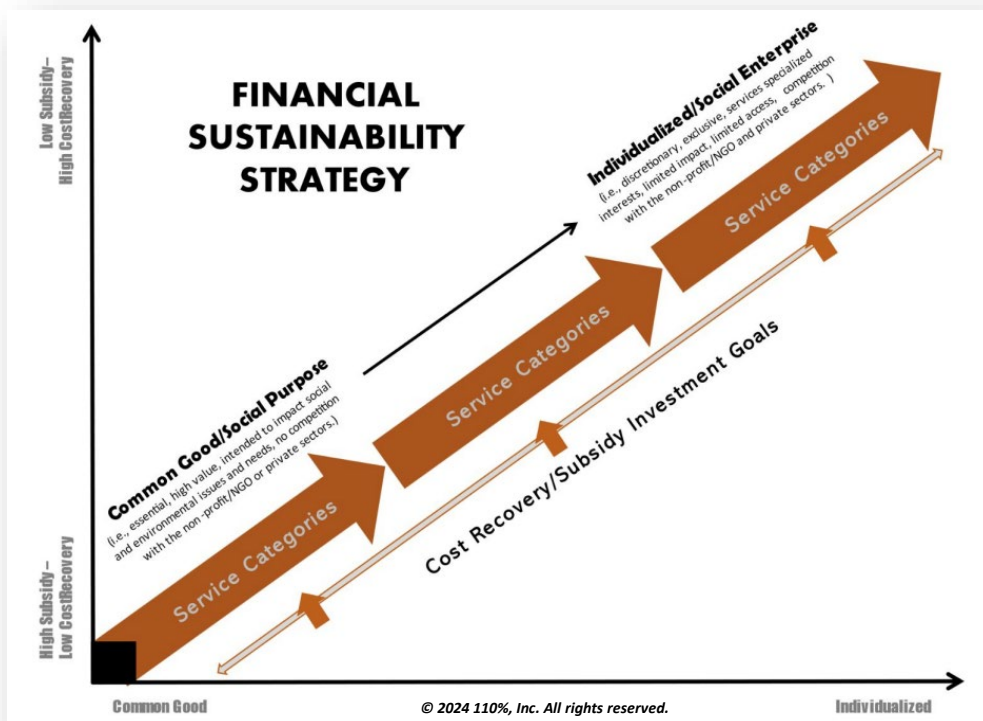 FINANCIAL
SUSTAINABILITY
STRATEGY
Low Subsidy–
High CostRecovery
High Subsidy–
Low CostRecovery
Individualized/Social Enterprise
(i.e., discretionary, exclusive, services specialized
interests, limited impact, limited access, competition
with the non-profit/NGO and private sectors. )
Service Categories
Service Categories
Common Good/Social Purpose
(i.e., essential, high value, intended to impact social
and environmental issues and needs, no competition
with the non -profit/NGO or private sectors.)
Service Categories
Cost Recovery/Subsidy Investment Goals
Common Good
© 2024 110%, Inc. All rights reserved.
Individualized